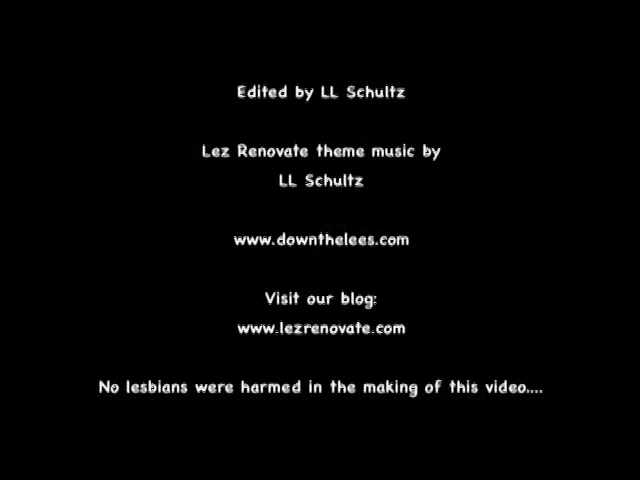 Edited by LL Schultz
Lez Renovate theme music by
LL Schultz
www.downthelees.com
Visit our blog:
www.lezrenovate.com
No lesbians were harmed in the making of this video....